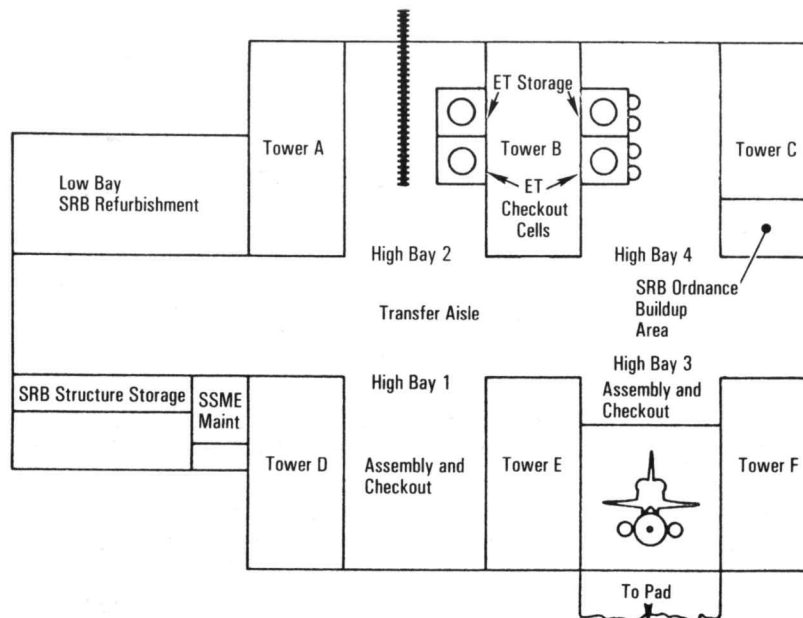 ET Storage
Tower A
Tower B
Tower C
Low Bay
SRB Refurbishment
ET
Checkout
Cells
High Bay 2
High Bay 4
SRB Ordnance
Buildup
Area
Transfer Aisle
High Bay 3
Assembly and
Checkout
High Bay 1
SRB Structure Storage
SSME
Maint
Tower D
Assembly and
Checkout
Tower E
Tower F
To Pad